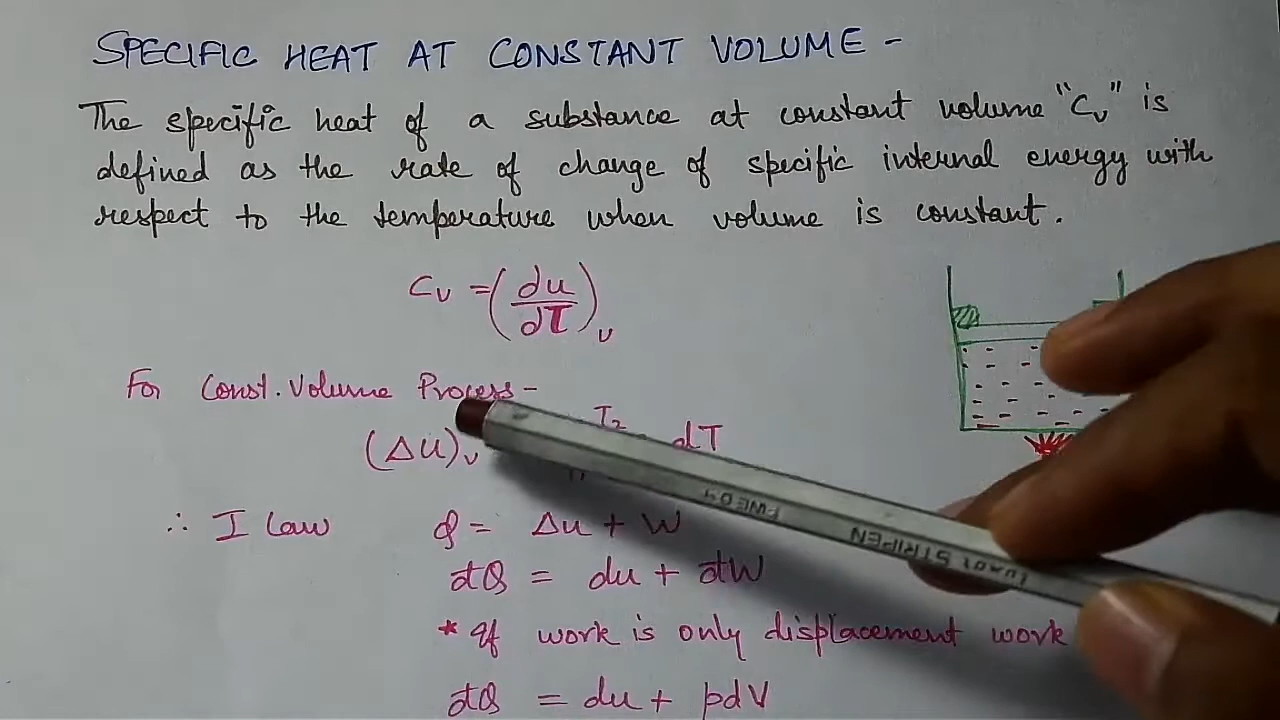 SPECIFIC HEAT AT CONSTANT VOLUME -
The specific heat of a substance at constant volume "Cv" is
defined as the rate of change of specific internal energy with
respect to the temperature when volume is constant.
Cv = (du/dT)v
For Const. Volume Process -
(Δu)v T2 dT
∴ I law Q = Δu + W
đQ = du + đW
* If work is only displacement work
đQ = du + pdV